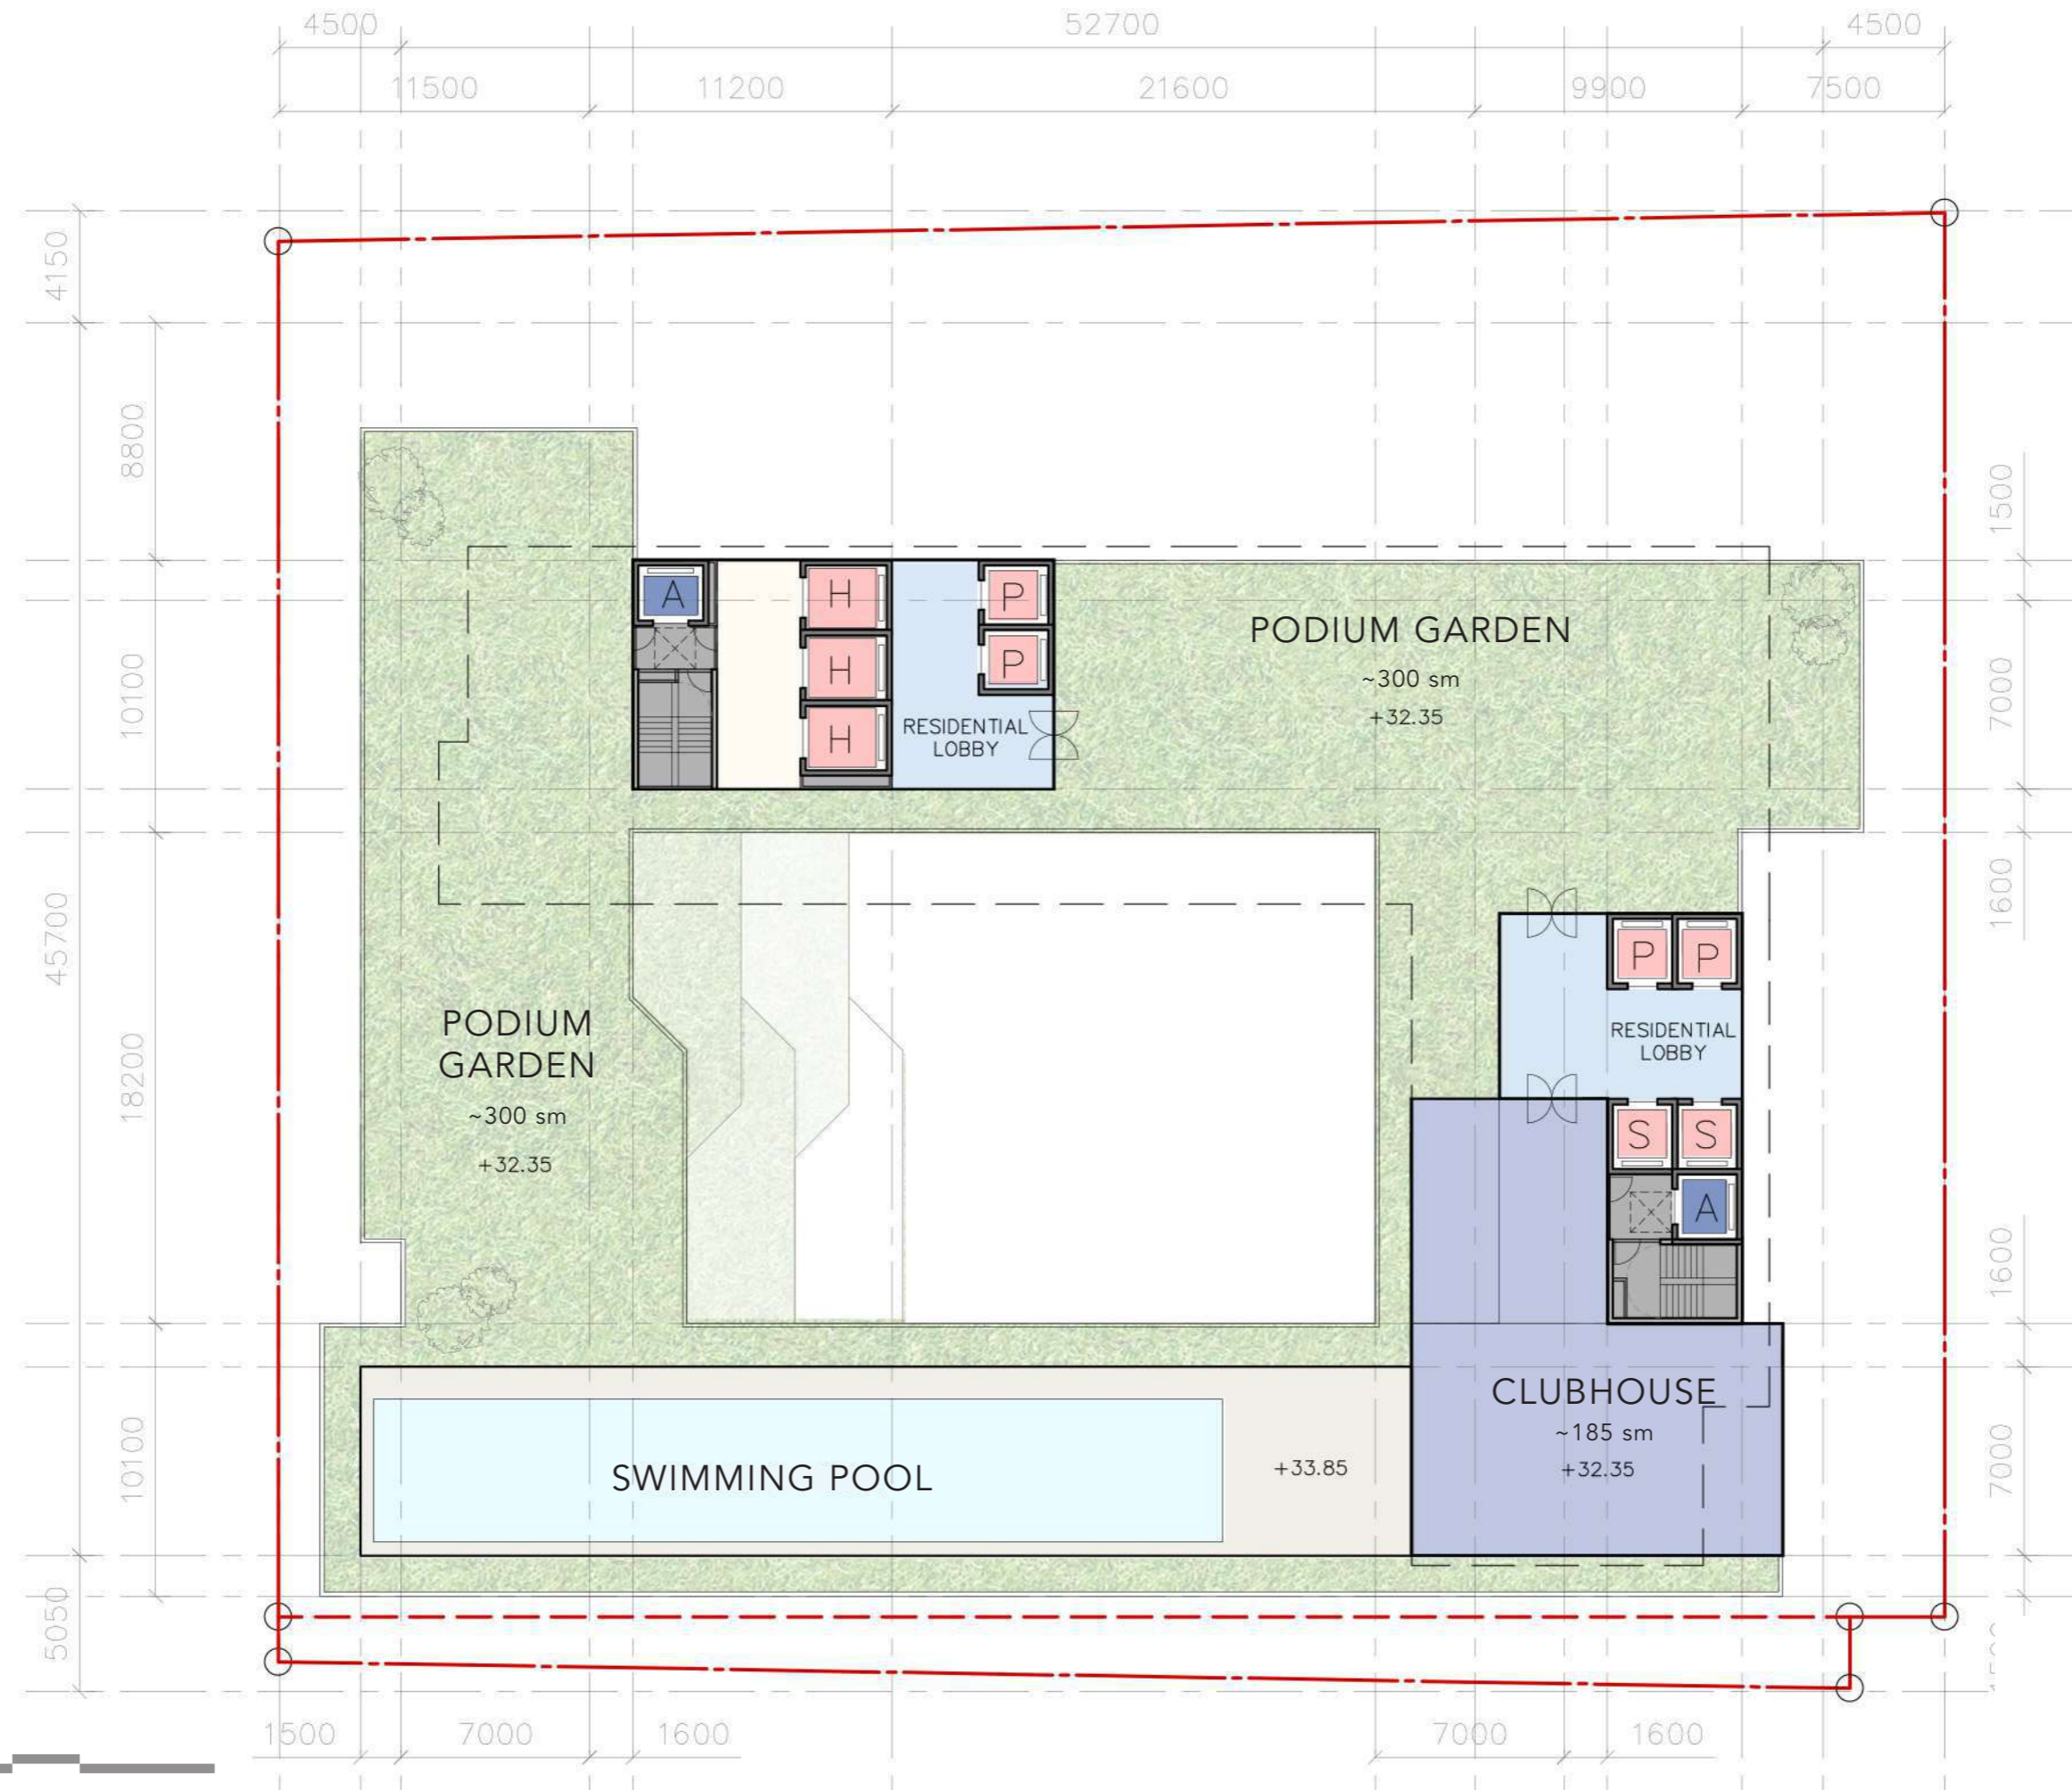 4500
52700
4500
11500
11200
21600
9900
7500
4150
8800
1500
A
H
P
PODIUM GARDEN
~300 sm
+32.35
H
P
10100
7000
H
RESIDENTIAL
LOBBY
1600
45700
P
P
PODIUM
GARDEN
~300 sm
+32.35
RESIDENTIAL
LOBBY
18200
S
S
A
1600
CLUBHOUSE
~185 sm
+32.35
SWIMMING POOL
+33.85
10100
7000
5050
1500
7000
1600
7000
1600